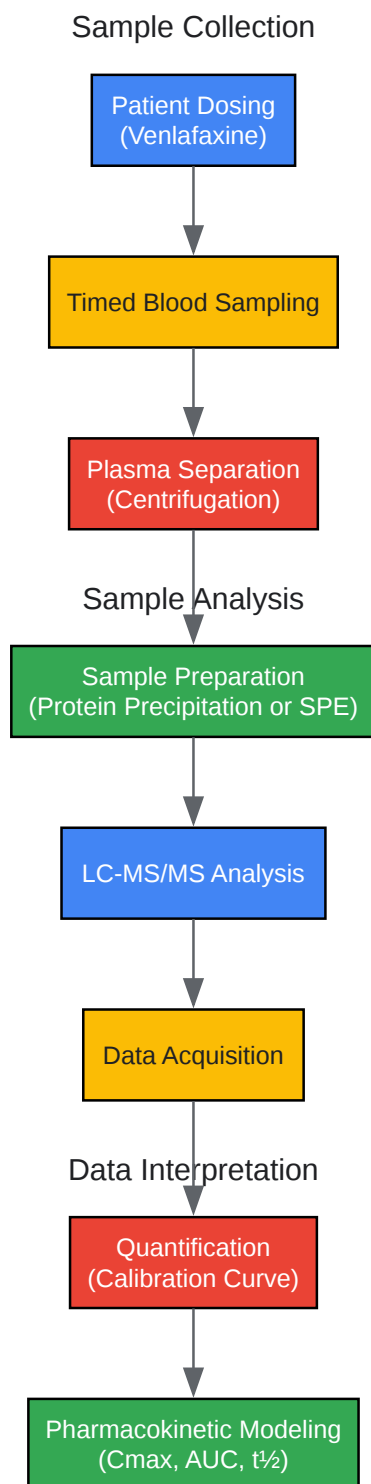 Sample Collection
Patient Dosing
(Venlafaxine)
Timed Blood Sampling
Plasma Separation
(Centrifugation)
Sample Analysis
Sample Preparation
(Protein Precipitation or SPE)
LC-MS/MS Analysis
Data Acquisition
Data Interpretation
Quantification
(Calibration Curve)
Pharmacokinetic Modeling
(Cmax, AUC, t½)